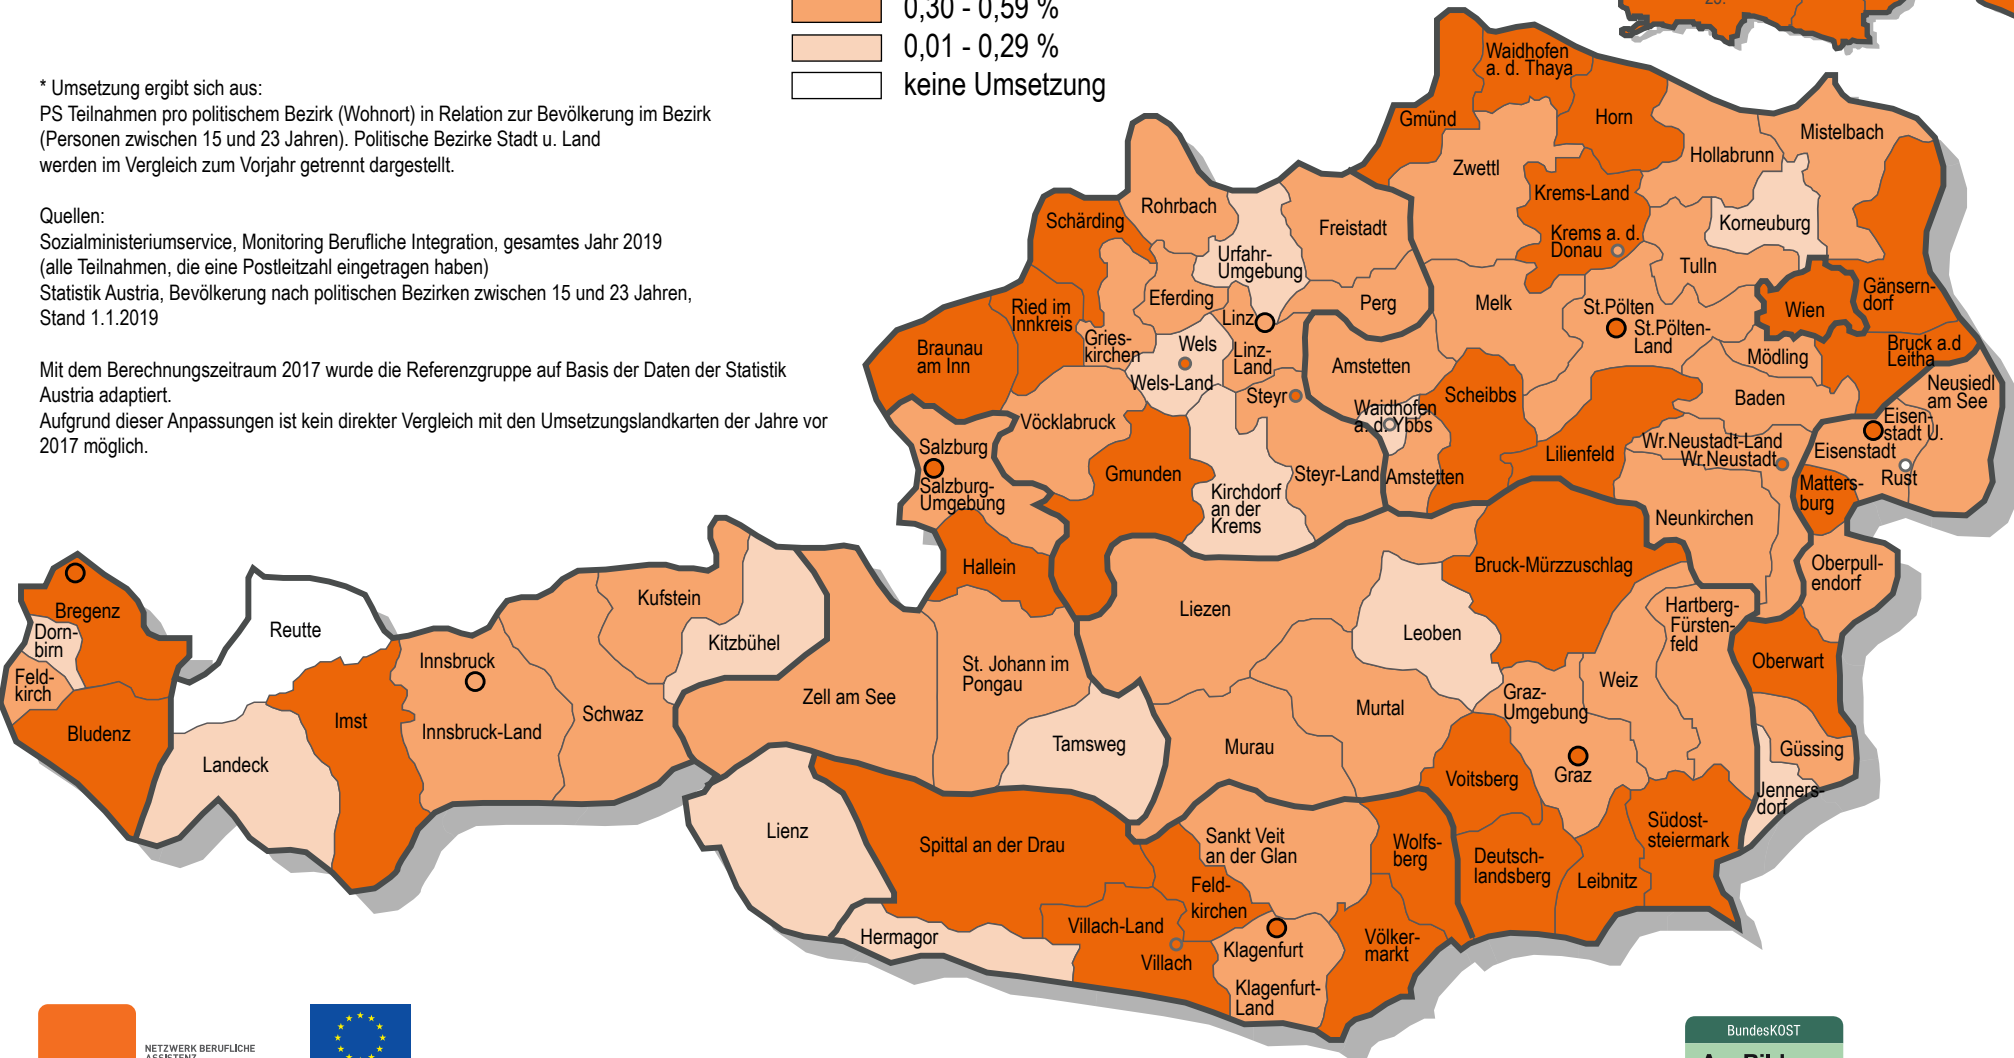 0,30 - 0,59 %
0,01 - 0,29 %
keine Umsetzung
* Umsetzung ergibt sich aus:
PS Teilnahmen pro politischem Bezirk (Wohnort) in Relation zur Bevölkerung im Bezirk
(Personen zwischen 15 und 23 Jahren). Politische Bezirke Stadt u. Land
werden im Vergleich zum Vorjahr getrennt dargestellt.
Quellen:
Sozialministeriumservice, Monitoring Berufliche Integration, gesamtes Jahr 2019
(alle Teilnahmen, die eine Postleitzahl eingetragen haben)
Statistik Austria, Bevölkerung nach politischen Bezirken zwischen 15 und 23 Jahren,
Stand 1.1.2019
Mit dem Berechnungszeitraum 2017 wurde die Referenzgruppe auf Basis der Daten der Statistik
Austria adaptiert.
Aufgrund dieser Anpassungen ist kein direkter Vergleich mit den Umsetzungslandkarten der Jahre vor
2017 möglich.
23.
Waidhofen
a. d. Thaya
Gmünd
Horn
Zwettl
Hollabrunn
Mistelbach
Krems-Land
Krems a. d.
Donau
Korneuburg
Tulln
Gänsern-
dorf
Wien
Melk
St.Pölten
St.Pölten-
Land
Mödling
Bruck a.d
Leitha
Baden
Amstetten
Scheibbs
Waidhofen
a. d. Ybbs
Amstetten
Lilienfeld
Wr.Neustadt-Land
Wr.Neustadt
Neunkirchen
Neusiedl
am See
Eisen-
stadt U.
Eisenstadt
Rust
Matters-
burg
Oberpull-
endorf
Oberwart
Güssing
Jenners-
dorf
Schärding
Rohrbach
Urfahr-
Umgebung
Freistadt
Perg
Ried im
Innkreis
Eferding
Linz
Gries-
kirchen
Wels
Wels-Land
Linz-
Land
Braunau
am Inn
Steyr
Vöcklabruck
Gmunden
Kirchdorf
an der
Krems
Steyr-Land
Salzburg
Salzburg-
Umgebung
Hallein
St. Johann im
Pongau
Zell am See
Tamsweg
Bregenz
Dorn-
birn
Feld-
kirch
Bludenz
Reutte
Landeck
Imst
Innsbruck
Innsbruck-Land
Schwaz
Kufstein
Kitzbühel
Lienz
Liezen
Leoben
Bruck-Mürzzuschlag
Hartberg-
Fürsten-
feld
Weiz
Graz-
Umgebung
Graz
Murtal
Murau
Voitsberg
Deutsch-
landsberg
Leibnitz
Südost-
steiermark
Spittal an der Drau
Sankt Veit
an der Glan
Wolfs-
berg
Feld-
kirchen
Villach-Land
Villach
Hermagor
Klagenfurt
Klagenfurt-
Land
Völker-
markt
NETZWERK BERUFLICHE
ASSISTENZ
BundesKOST